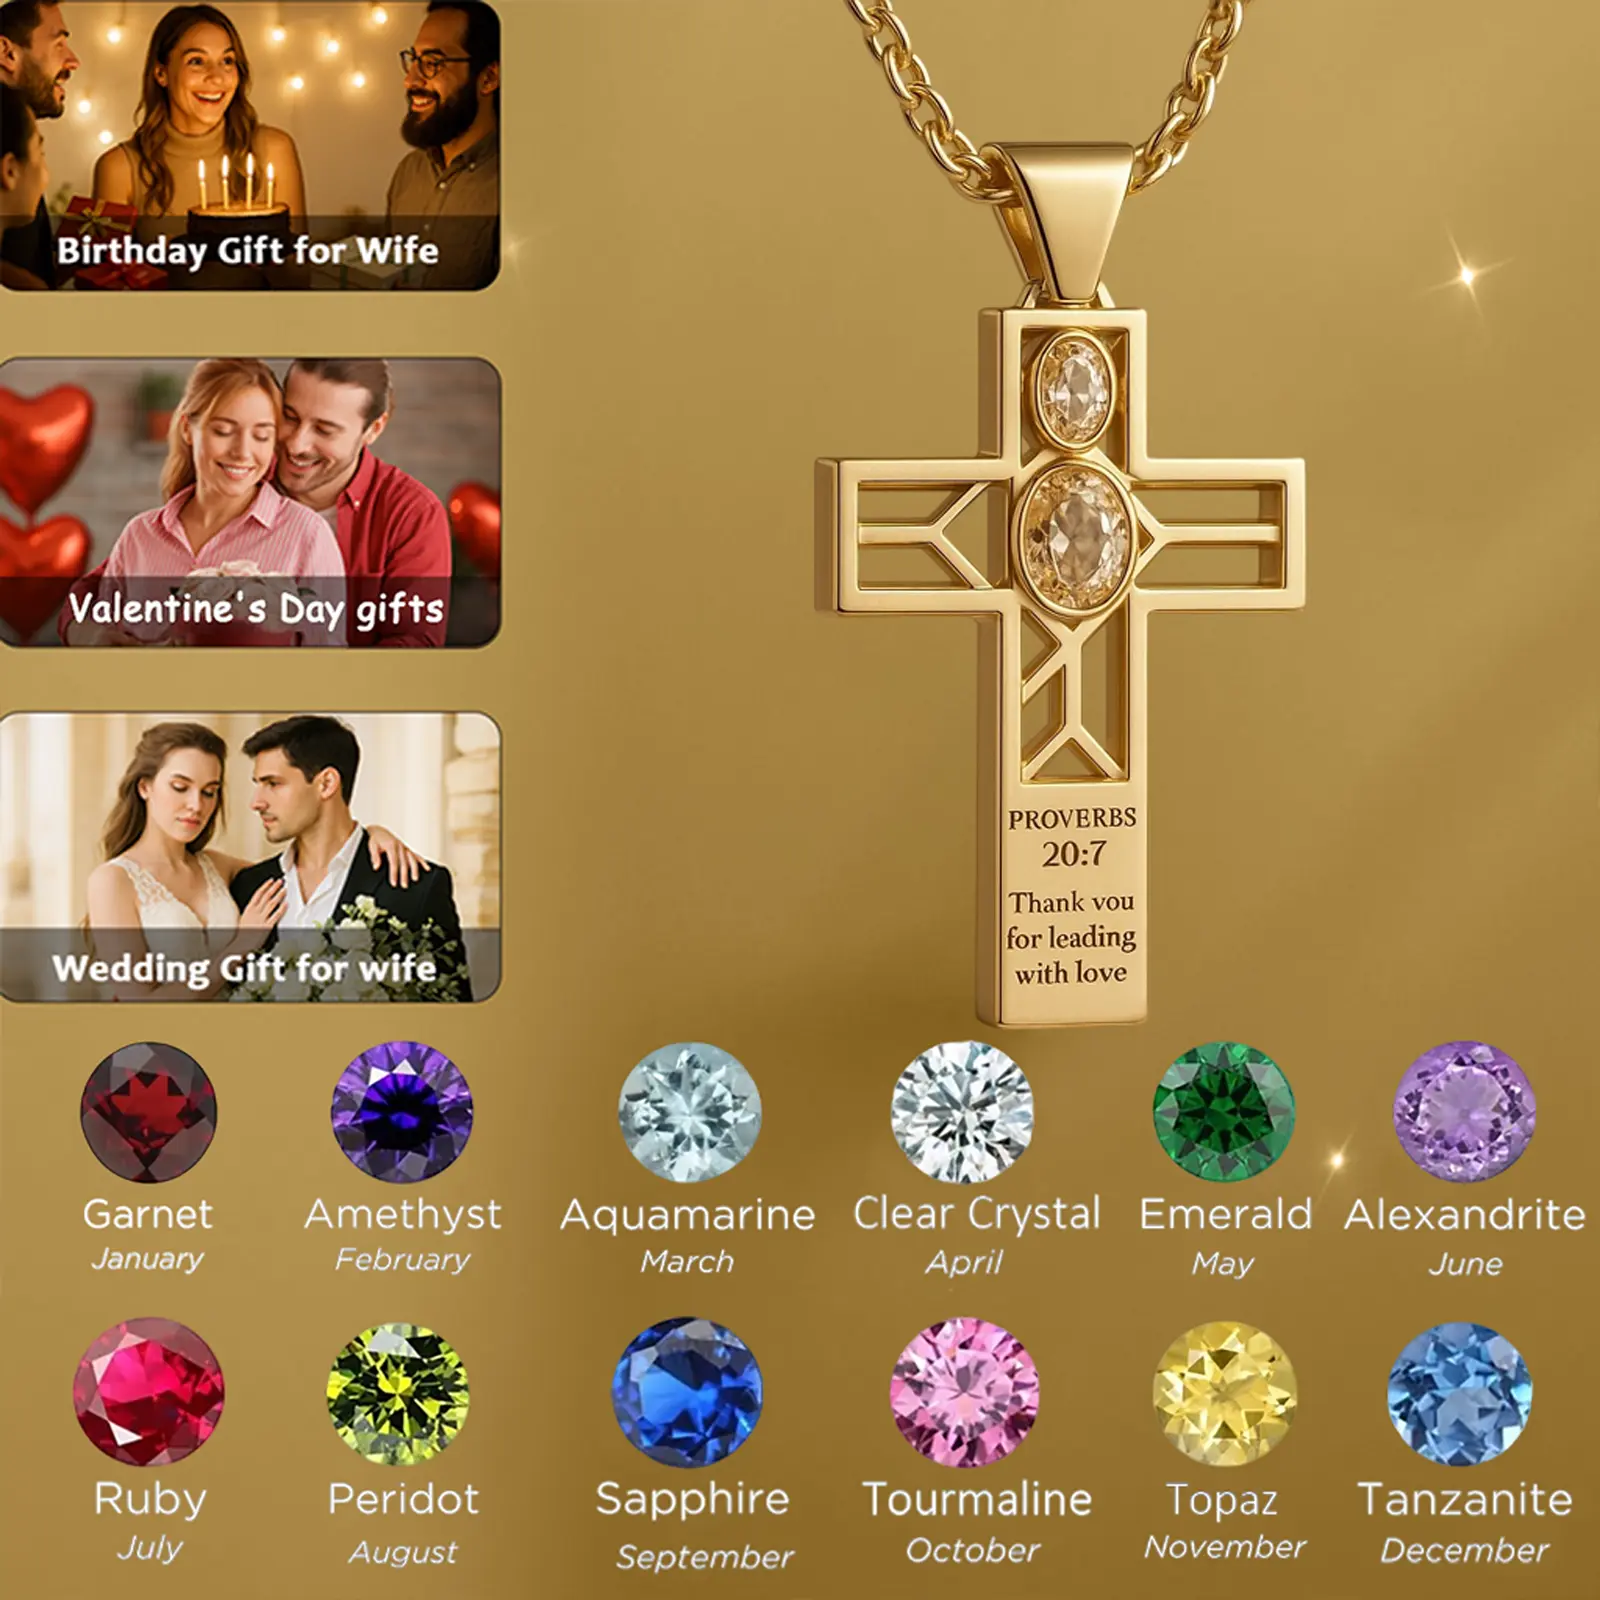 Birthday Gift for Wife
Valentine's Day gifts
Wedding Gift for wife
PROVERBS
20:7
Thank you
for leading
with love
Garnet
January
Amethyst
February
Aquamarine
March
Clear Crystal
April
Emerald
May
Alexandrite
June
Ruby
July
Peridot
August
Sapphire
September
Tourmaline
October
Topaz
November
Tanzanite
December